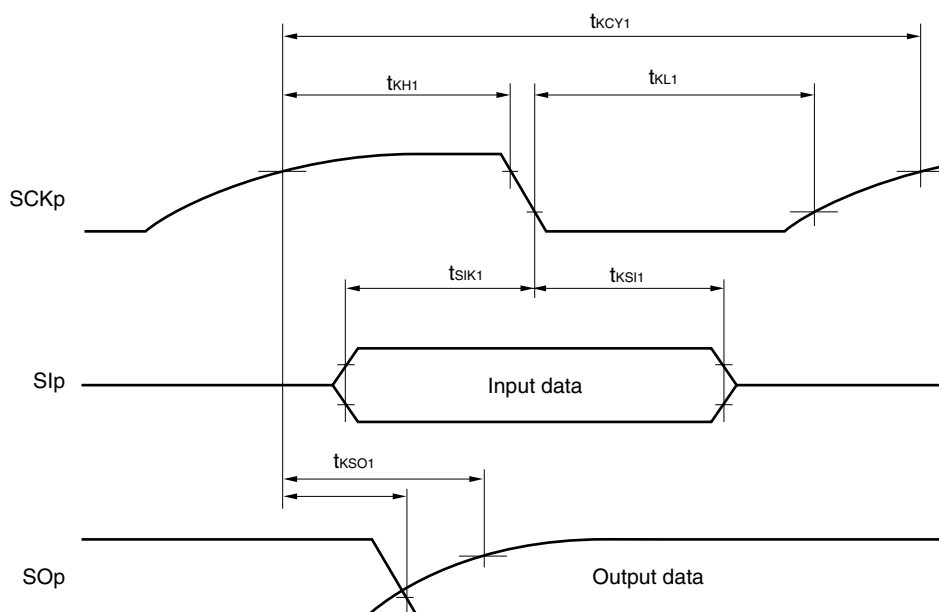 tKCY1
tKH1
tKL1
SCKp
tSIK1
tKSI1
SIp
Input data
tKSO1
SOp
Output data